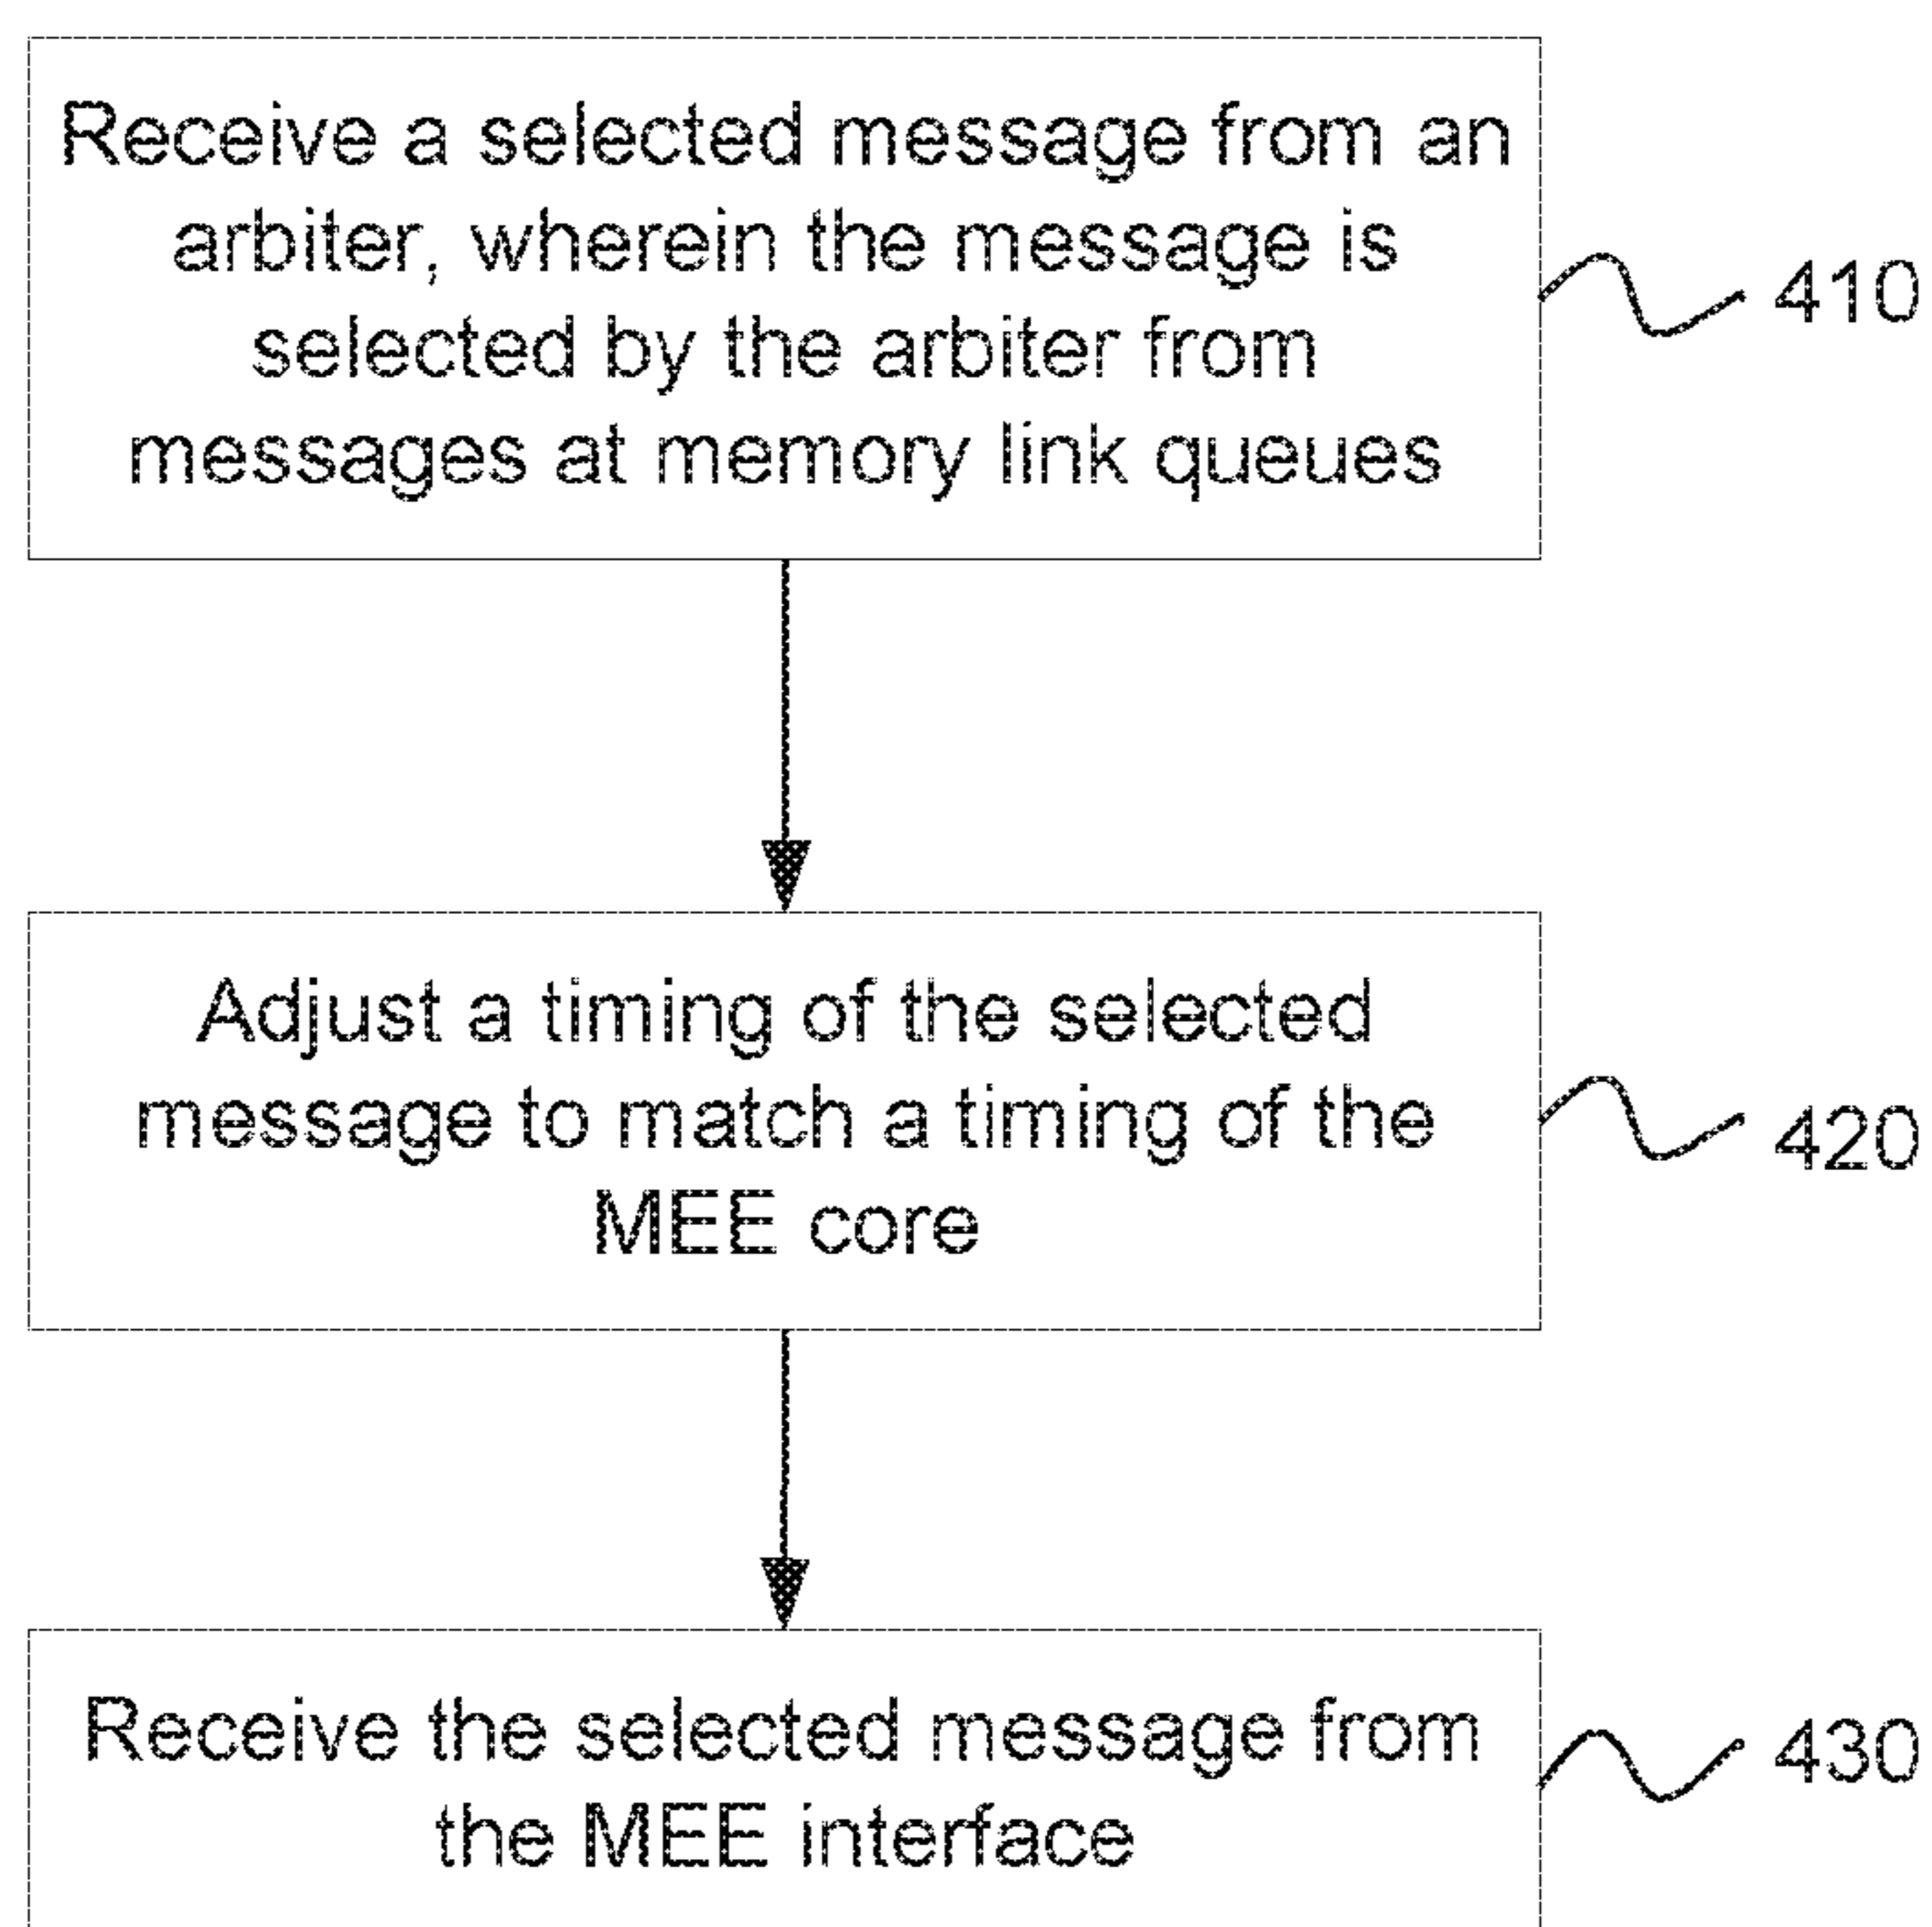 Receive a selected message from an
arbiter, wherein the message is
selected by the arbiter from
messages at memory link queues
410
Adjust a timing of the selected
message to match a timing of the
MEE core
420
Receive the selected message from
the MEE interface
430